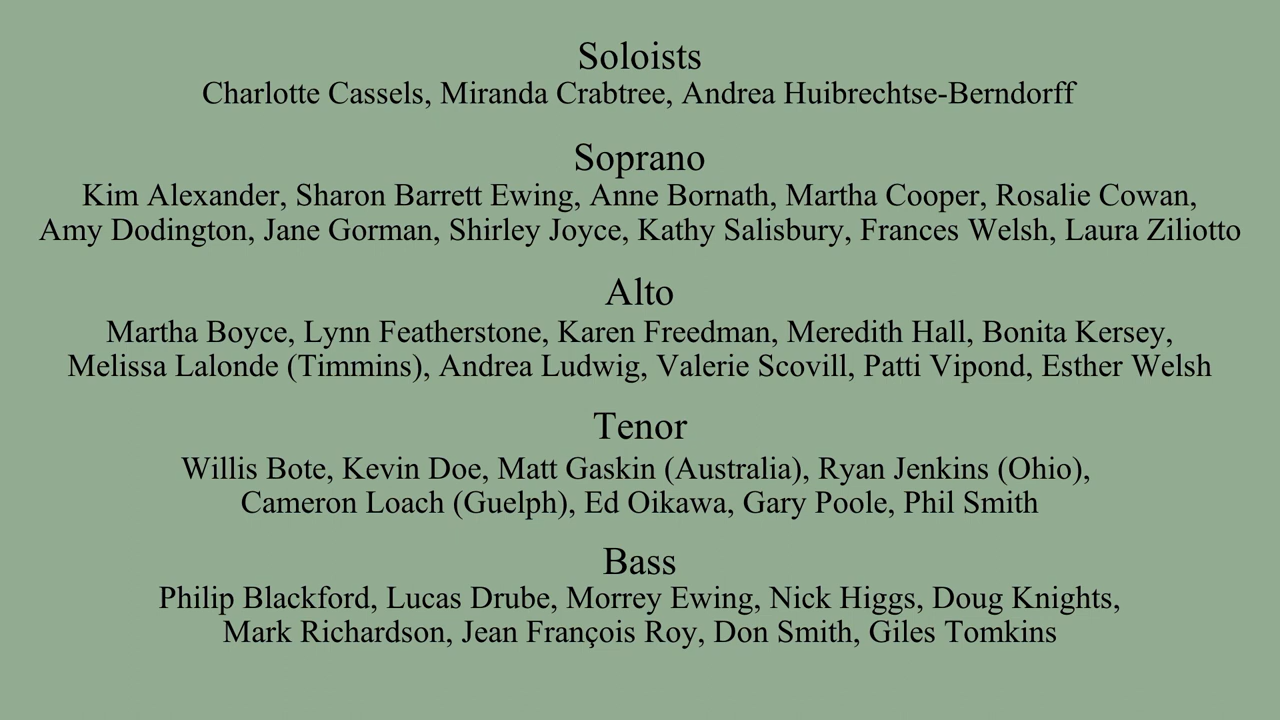 Soloists
Charlotte Cassels, Miranda Crabtree, Andrea Huibrechtse-Berndorff
Soprano
Kim Alexander, Sharon Barrett Ewing, Anne Bornath, Martha Cooper, Rosalie Cowan,
Amy Dodington, Jane Gorman, Shirley Joyce, Kathy Salisbury, Frances Welsh, Laura Ziliotto
Alto
Martha Boyce, Lynn Featherstone, Karen Freedman, Meredith Hall, Bonita Kersey,
Melissa Lalonde (Timmins), Andrea Ludwig, Valerie Scovill, Patti Vipond, Esther Welsh
Tenor
Willis Bote, Kevin Doe, Matt Gaskin (Australia), Ryan Jenkins (Ohio),
Cameron Loach (Guelph), Ed Oikawa, Gary Poole, Phil Smith
Bass
Philip Blackford, Lucas Drube, Morrey Ewing, Nick Higgs, Doug Knights,
Mark Richardson, Jean François Roy, Don Smith, Giles Tomkins